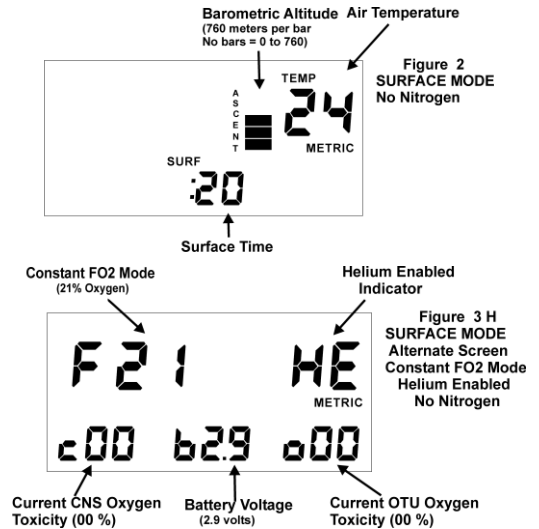 Barometric Altitude
(760 meters per bar
No bars = 0 to 760)
Air Temperature
Figure 2
SURFACE MODE
No Nitrogen
TEMP
ASCENT
24
METRIC
SURF
:20
Surface Time
Constant FO2 Mode
(21% Oxygen)
Helium Enabled
Indicator
Figure 3 H
SURFACE MODE
Alternate Screen
Constant FO2 Mode
Helium Enabled
No Nitrogen
F21
HE
METRIC
c00
b2.9
o00
Current CNS Oxygen
Toxicity (00 %)
Battery Voltage
(2.9 volts)
Current OTU Oxygen
Toxicity (00 %)